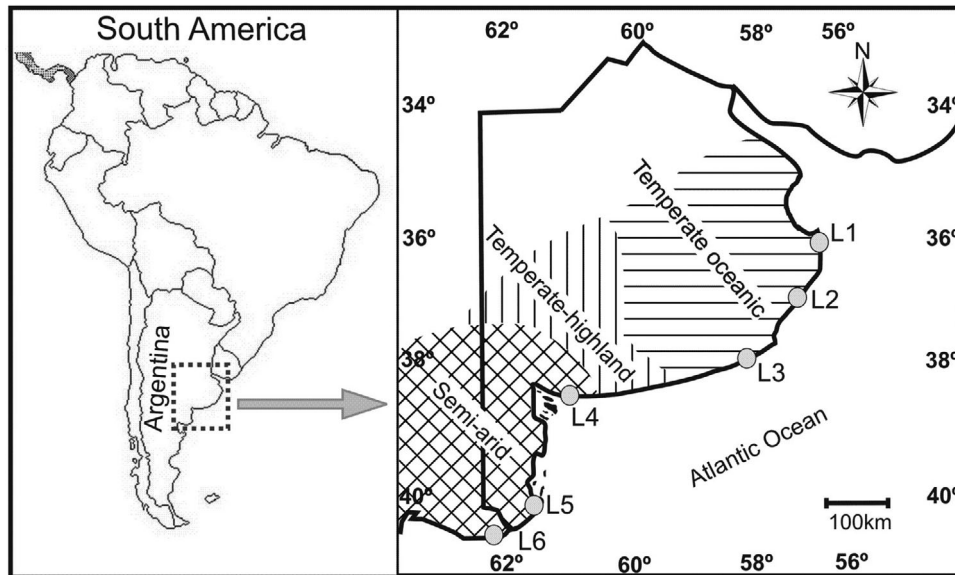 South America
Argentina
62º 60º 58º 56º
N
34º 34º
Temperate oceanic
Temperate-highland
L1
36º 36º
L2
38º 38º
L3
Semi-arid
L4
Atlantic Ocean
40º 40º
L5
100km
L6
62º 60º 58º 56º